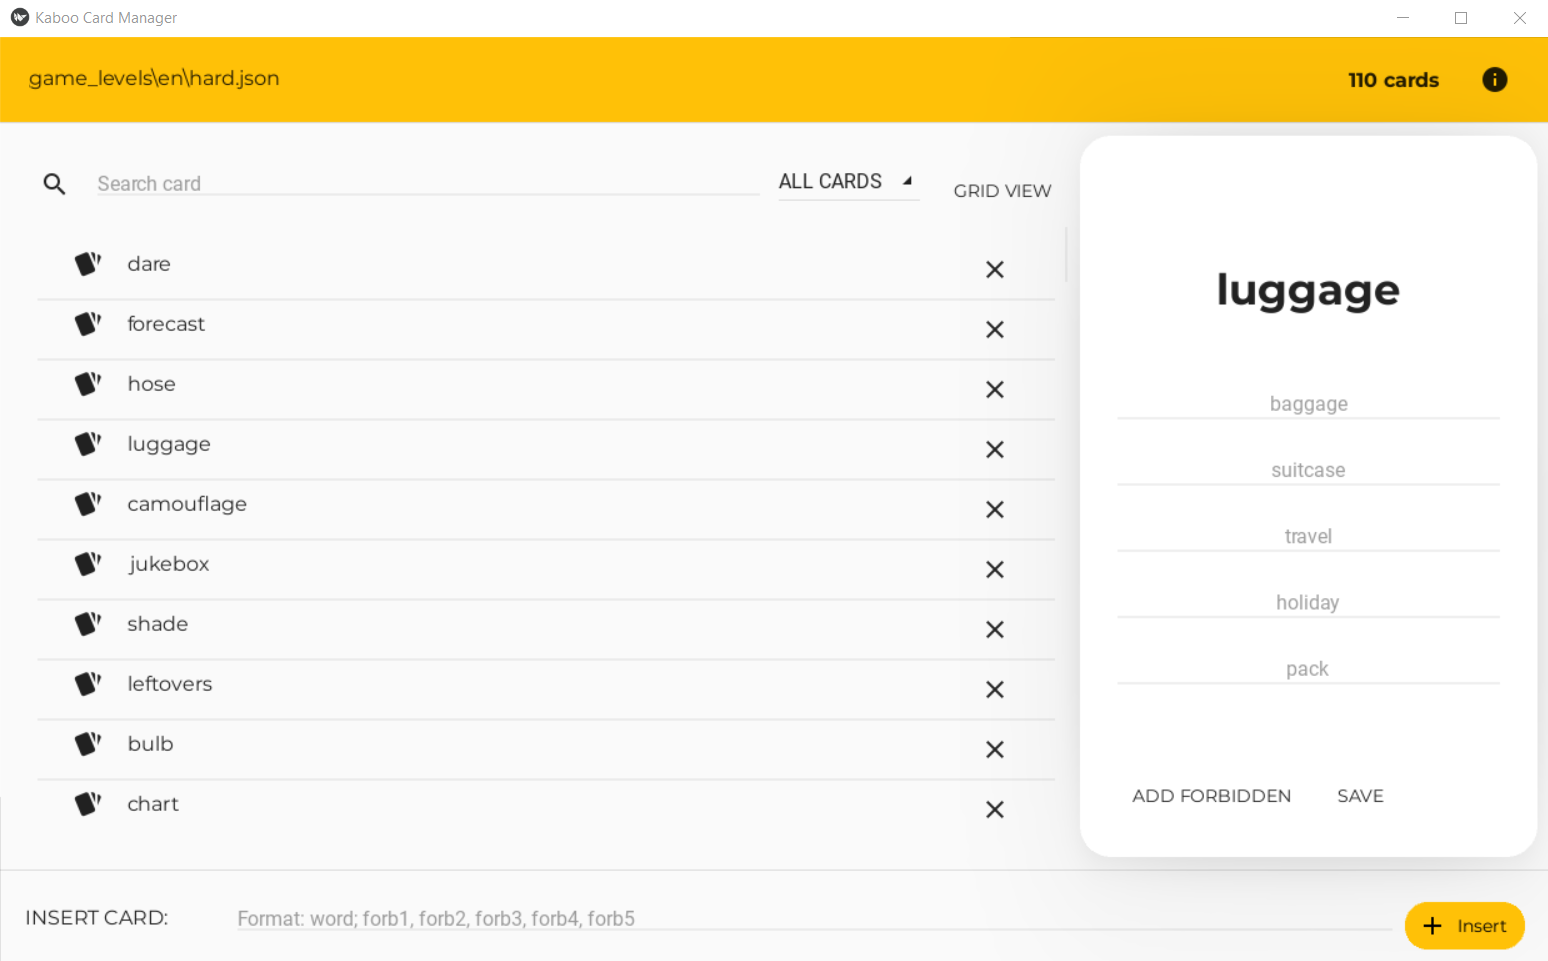 Kaboo Card Manager
game_levels\en\hard.json
110 cards
Search card
ALL CARDS
GRID VIEW
dare
forecast
hose
luggage
camouflage
jukebox
shade
leftovers
bulb
chart
luggage
baggage
suitcase
travel
holiday
pack
ADD FORBIDDEN
SAVE
INSERT CARD:
Format: word; forb1, forb2, forb3, forb4, forb5
Insert